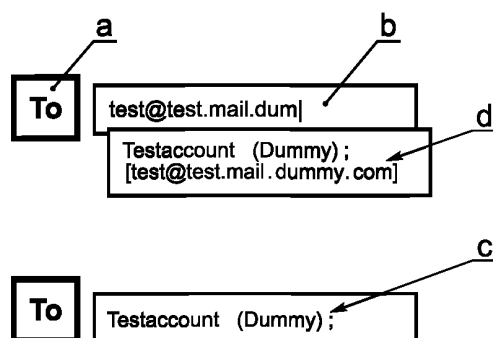 a
b
To
test@test.mail.dum
d
Testaccount (Dummy);
[test@test.mail.dummy.com]
c
To
Testaccount (Dummy);